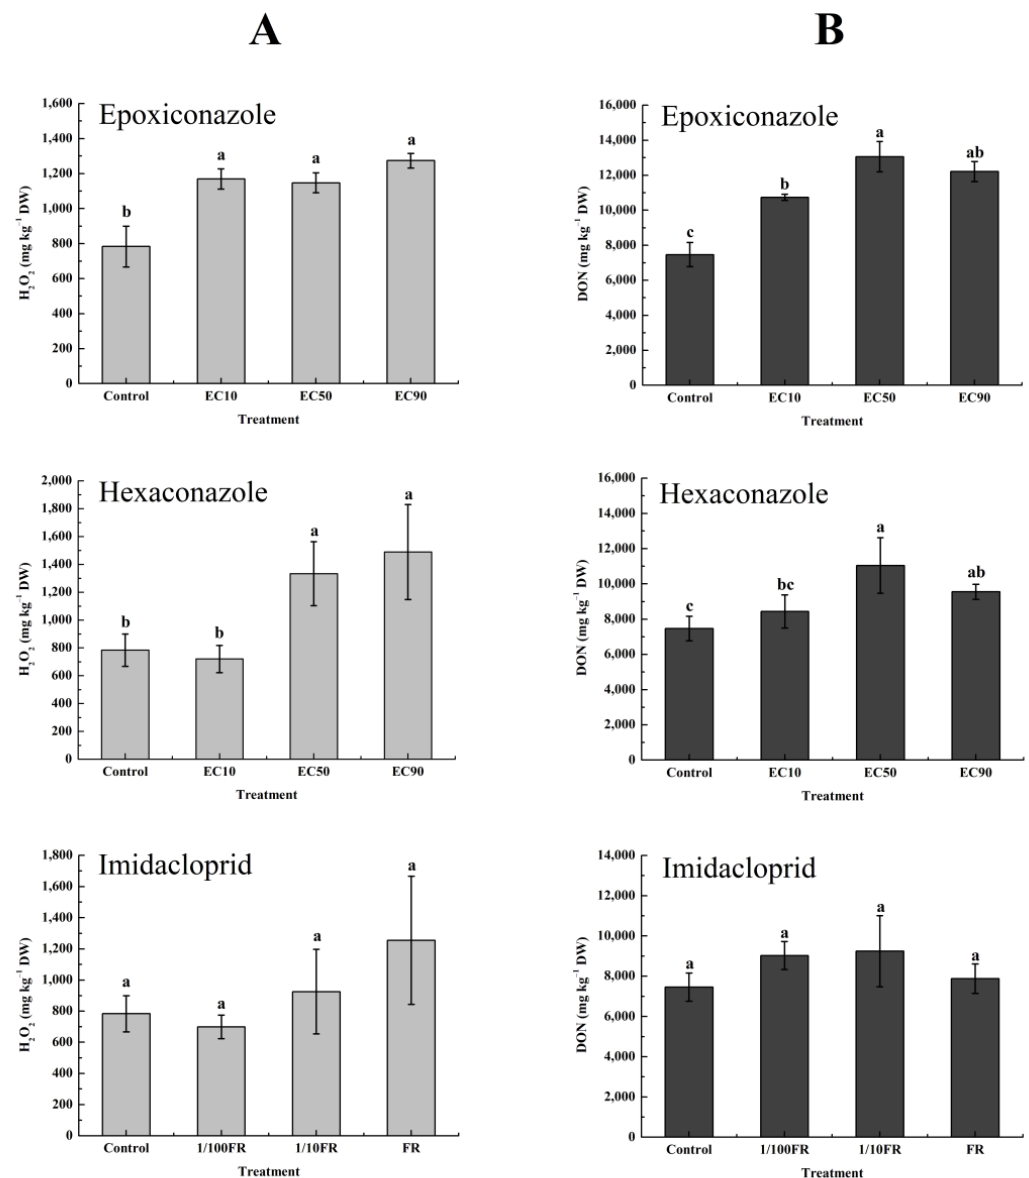 A
B
Epoxiconazole
H₂O₂ (mg kg⁻¹ DW)
1,600
1,400
1,200
1,000
800
600
400
200
0
b
a
a
a
Control EC10 EC50 EC90
Treatment
Epoxiconazole
DON (mg kg⁻¹ DW)
16,000
14,000
12,000
10,000
8,000
6,000
4,000
2,000
0
c
b
a
ab
Control EC10 EC50 EC90
Treatment
Hexaconazole
H₂O₂ (mg kg⁻¹ DW)
2,000
1,800
1,600
1,400
1,200
1,000
800
600
400
200
0
b
b
a
a
Control EC10 EC50 EC90
Treatment
Hexaconazole
DON (mg kg⁻¹ DW)
16,000
14,000
12,000
10,000
8,000
6,000
4,000
2,000
0
c
bc
a
ab
Control EC10 EC50 EC90
Treatment
Imidacloprid
H₂O₂ (mg kg⁻¹ DW)
1,800
1,600
1,400
1,200
1,000
800
600
400
200
0
a
a
a
a
Control 1/100FR 1/10FR FR
Treatment
Imidacloprid
DON (mg kg⁻¹ DW)
14,000
12,000
10,000
8,000
6,000
4,000
2,000
0
a
a
a
a
Control 1/100FR 1/10FR FR
Treatment